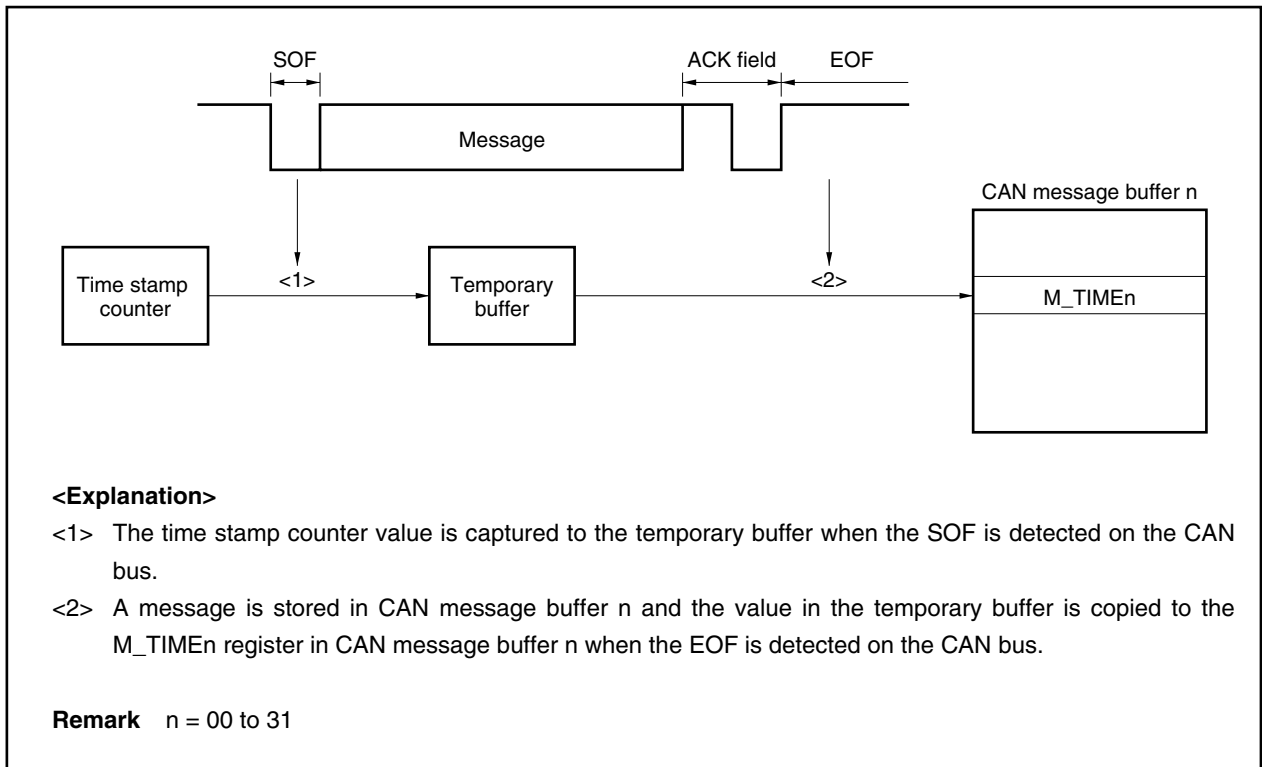 SOF
ACK field
EOF
Message
CAN message buffer n
Time stamp
counter
<1>
Temporary
buffer
<2>
M_TIMEn
<Explanation>
<1> The time stamp counter value is captured to the temporary buffer when the SOF is detected on the CAN
bus.
<2> A message is stored in CAN message buffer n and the value in the temporary buffer is copied to the
M_TIMEn register in CAN message buffer n when the EOF is detected on the CAN bus.
Remark n = 00 to 31